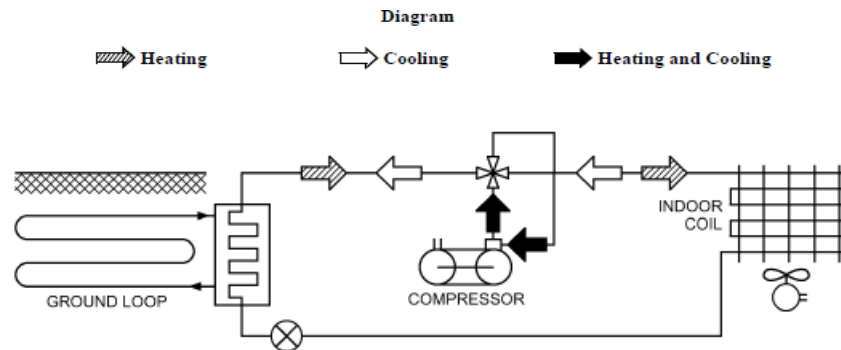 Diagram
Heating
Cooling
Heating and Cooling
INDOOR
COIL
GROUND LOOP
COMPRESSOR